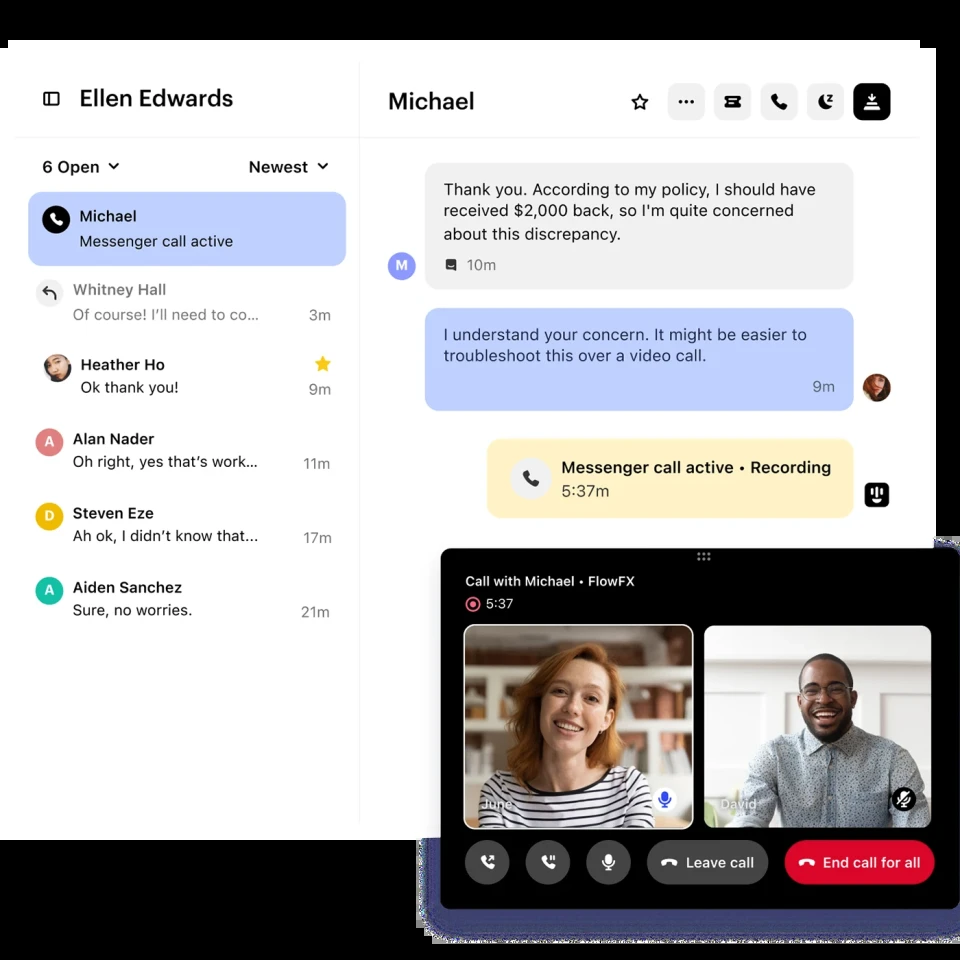 Ellen Edwards
6 Open
Newest
Michael
Messenger call active
Whitney Hall
Of course! I'll need to co...
3m
Heather Ho
Ok thank you!
9m
A
Alan Nader
Oh right, yes that's work...
11m
D
Steven Eze
Ah ok, I didn't know that...
17m
A
Aiden Sanchez
Sure, no worries.
21m
Michael
z
Thank you. According to my policy, I should have
received $2,000 back, so I'm quite concerned
about this discrepancy.
10m
M
I understand your concern. It might be easier to
troubleshoot this over a video call.
9m
Messenger call active • Recording
5:37m
Call with Michael • FlowFX
5:37
June
David
Leave call
End call for all